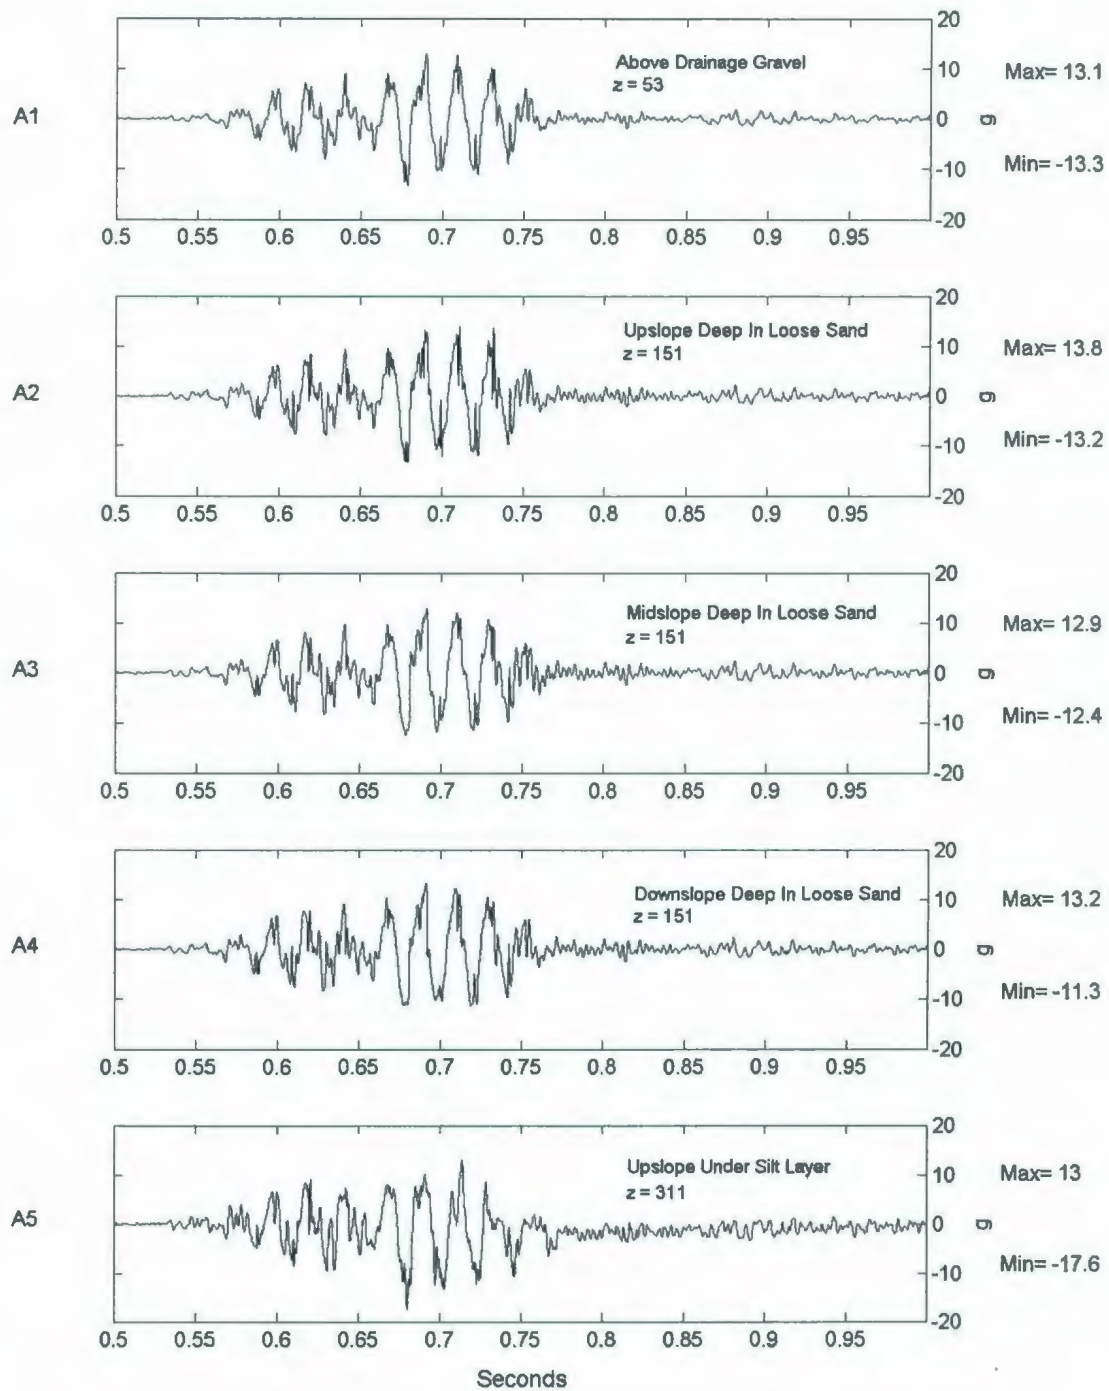 20
Above Drainage Gravel
z = 53
10
Max= 13.1
A1
0
g
-10
Min= -13.3
-20
0.5 0.55 0.6 0.65 0.7 0.75 0.8 0.85 0.9 0.95
20
Upslope Deep In Loose Sand
z = 151
10
Max= 13.8
A2
0
g
-10
Min= -13.2
-20
0.5 0.55 0.6 0.65 0.7 0.75 0.8 0.85 0.9 0.95
20
Midslope Deep In Loose Sand
z = 151
10
Max= 12.9
A3
0
g
-10
Min= -12.4
-20
0.5 0.55 0.6 0.65 0.7 0.75 0.8 0.85 0.9 0.95
20
Downslope Deep In Loose Sand
z = 151
10
Max= 13.2
A4
0
g
-10
Min= -11.3
-20
0.5 0.55 0.6 0.65 0.7 0.75 0.8 0.85 0.9 0.95
20
Upslope Under Silt Layer
z = 311
10
Max= 13
A5
0
g
-10
Min= -17.6
-20
0.5 0.55 0.6 0.65 0.7 0.75 0.8 0.85 0.9 0.95
Seconds